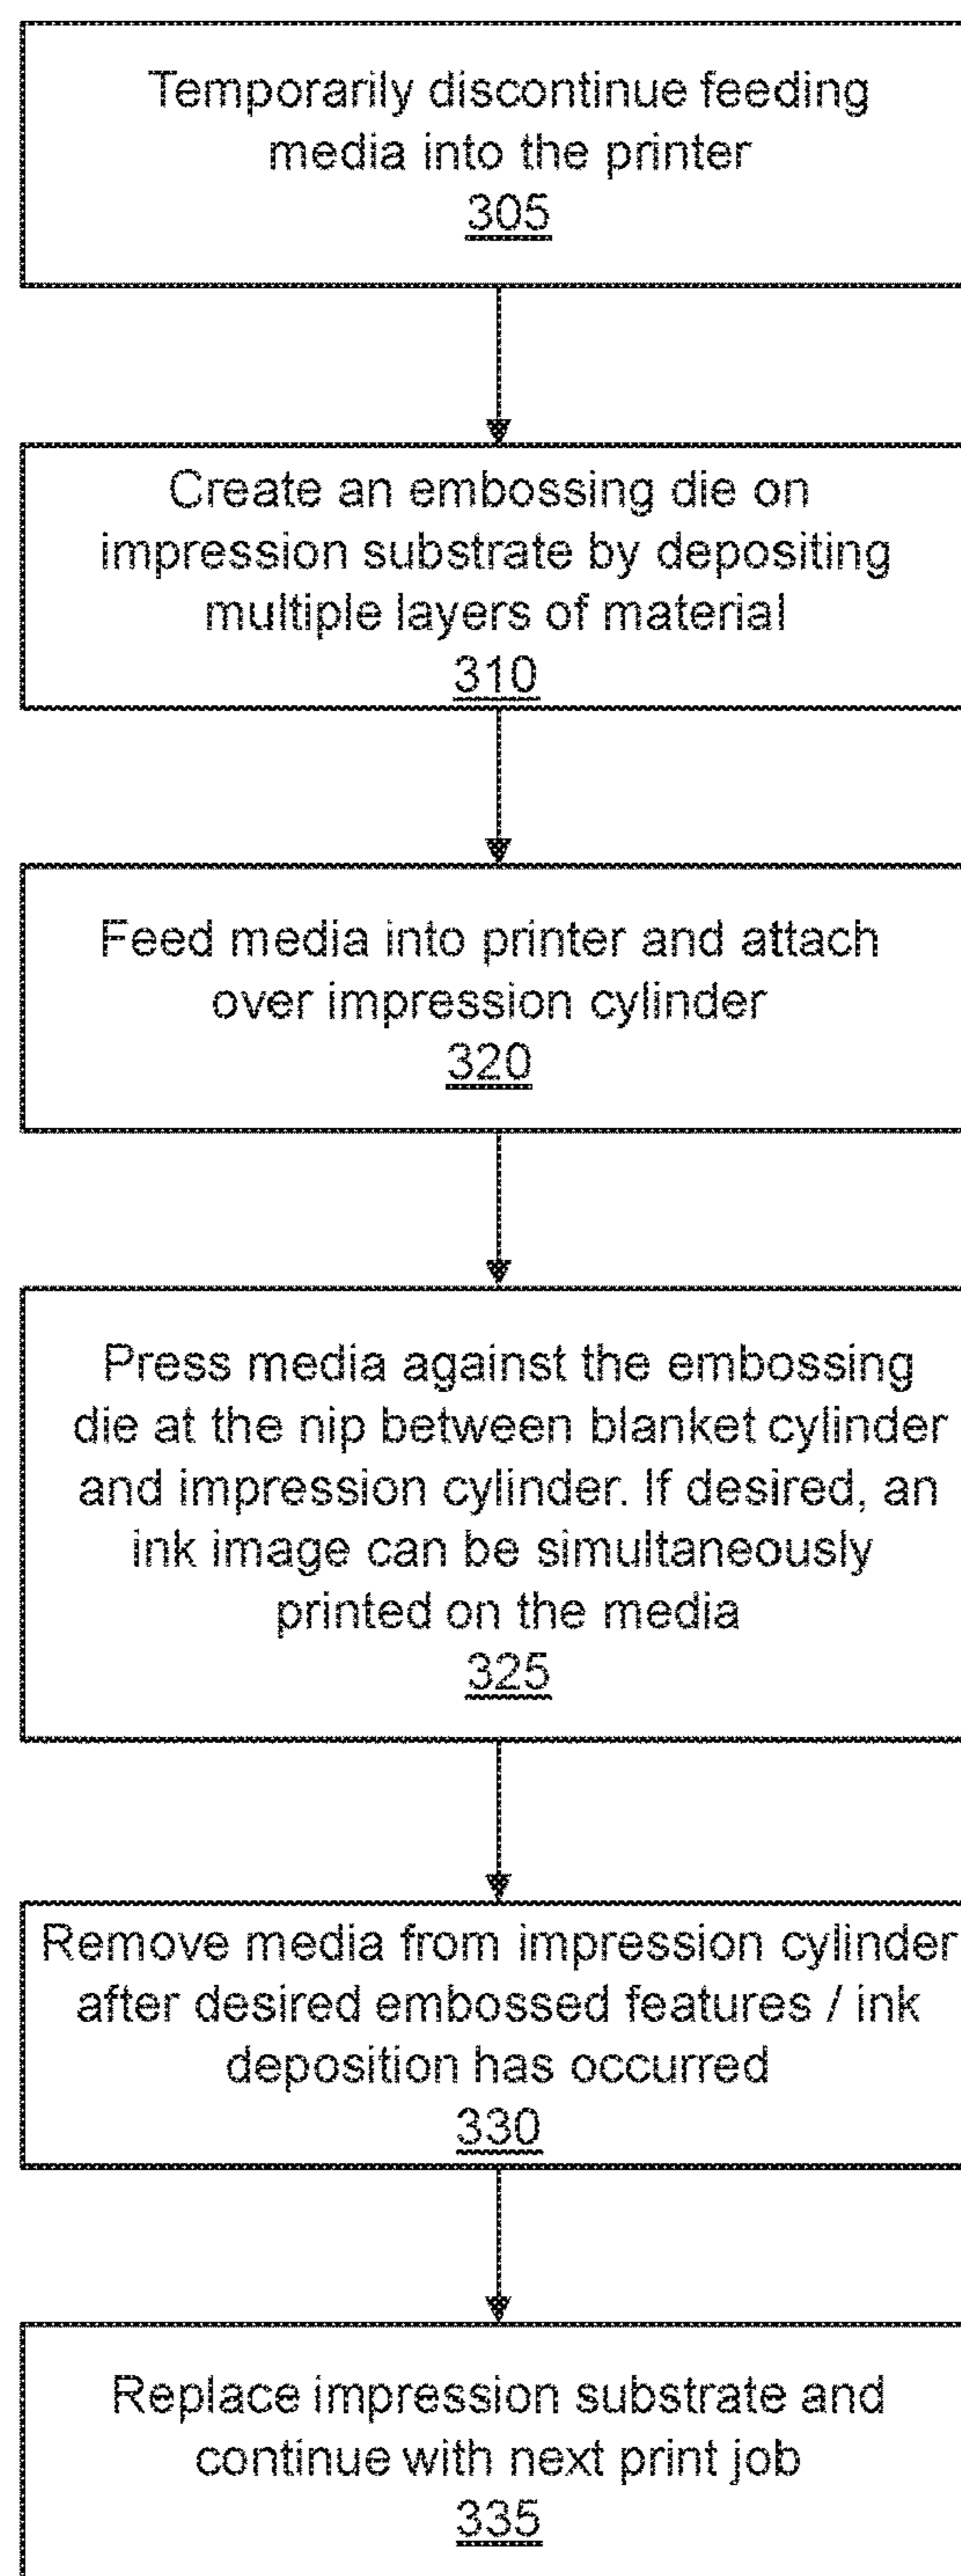 Temporarily discontinue feeding
media into the printer
305
Create an embossing die on
impression substrate by depositing
multiple layers of material
310
Feed media into printer and attach
over impression cylinder
320
Press media against the embossing
die at the nip between blanket cylinder
and impression cylinder. If desired, an
ink image can be simultaneously
printed on the media
325
Remove media from impression cylinder
after desired embossed features / ink
deposition has occurred
330
Replace impression substrate and
continue with next print job
335